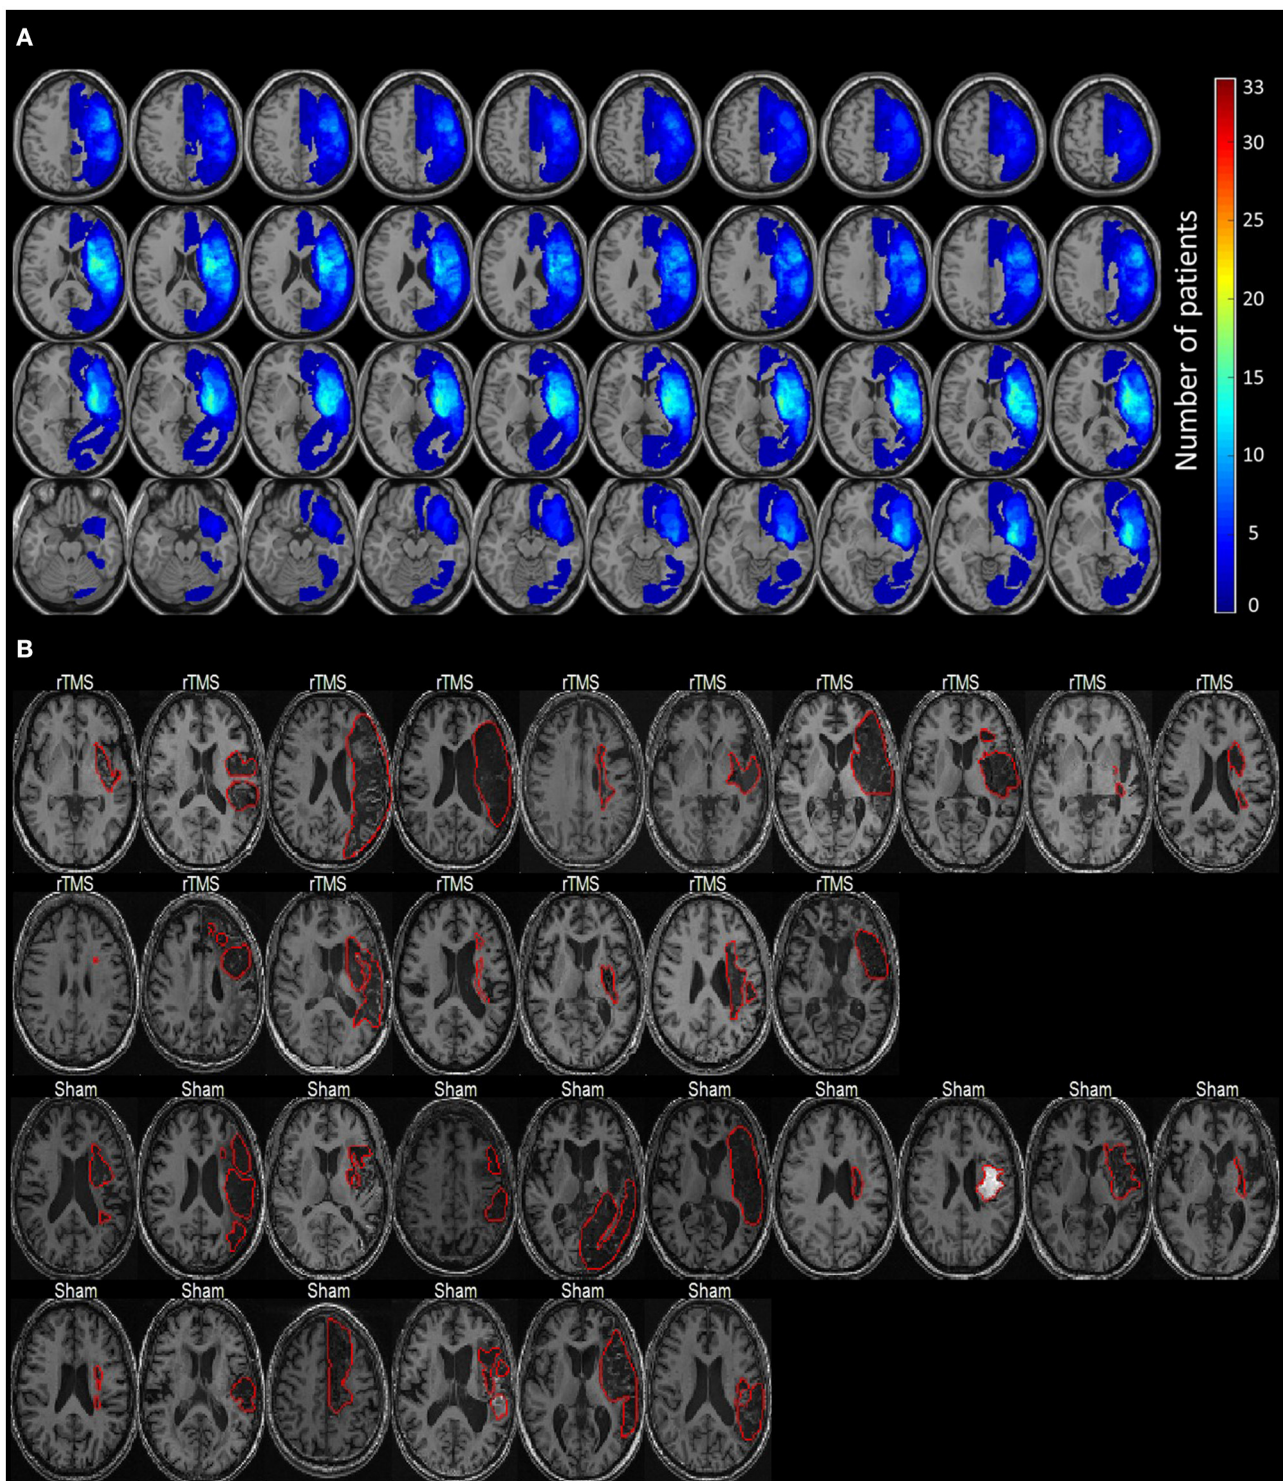 A
33
30
25
20
15
10
5
0
Number of patients
B
rTMS rTMS rTMS rTMS rTMS rTMS rTMS rTMS rTMS rTMS
rTMS rTMS rTMS rTMS rTMS rTMS rTMS
Sham Sham Sham Sham Sham Sham Sham Sham Sham Sham
Sham Sham Sham Sham Sham Sham